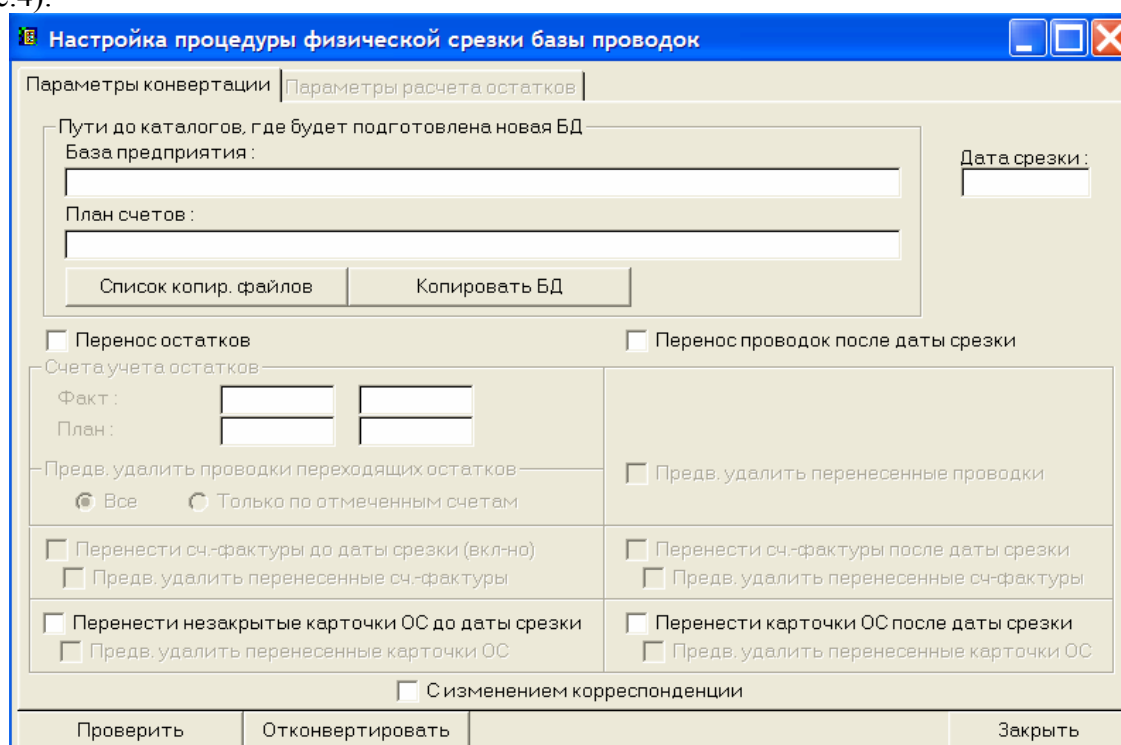 с.4).
Настройка процедуры физической срезки базы проводок
Параметры конвертации Параметры расчета остатков
Пути до каталогов, где будет подготовлена новая БД
База предприятия :
Дата срезки :
План счетов :
Список копир. файлов Копировать БД
Перенос остатков Перенос проводок после даты срезки
Счета учета остатков
Факт :
План :
Предв. удалить проводки переходящих остатков
Предв. удалить перенесенные проводки
Все Только по отмеченным счетам
Перенести сч.-фактуры до даты срезки (вкл-но) Перенести сч.-фактуры после даты срезки
Предв. удалить перенесенные сч.-фактуры Предв. удалить перенесенные сч-фактуры
Перенести незакрытые карточки ОС до даты срезки Перенести карточки ОС после даты срезки
Предв. удалить перенесенные карточки ОС Предв. удалить перенесенные карточки ОС
С изменением корреспонденции
Проверить Отконвертировать Закрыть